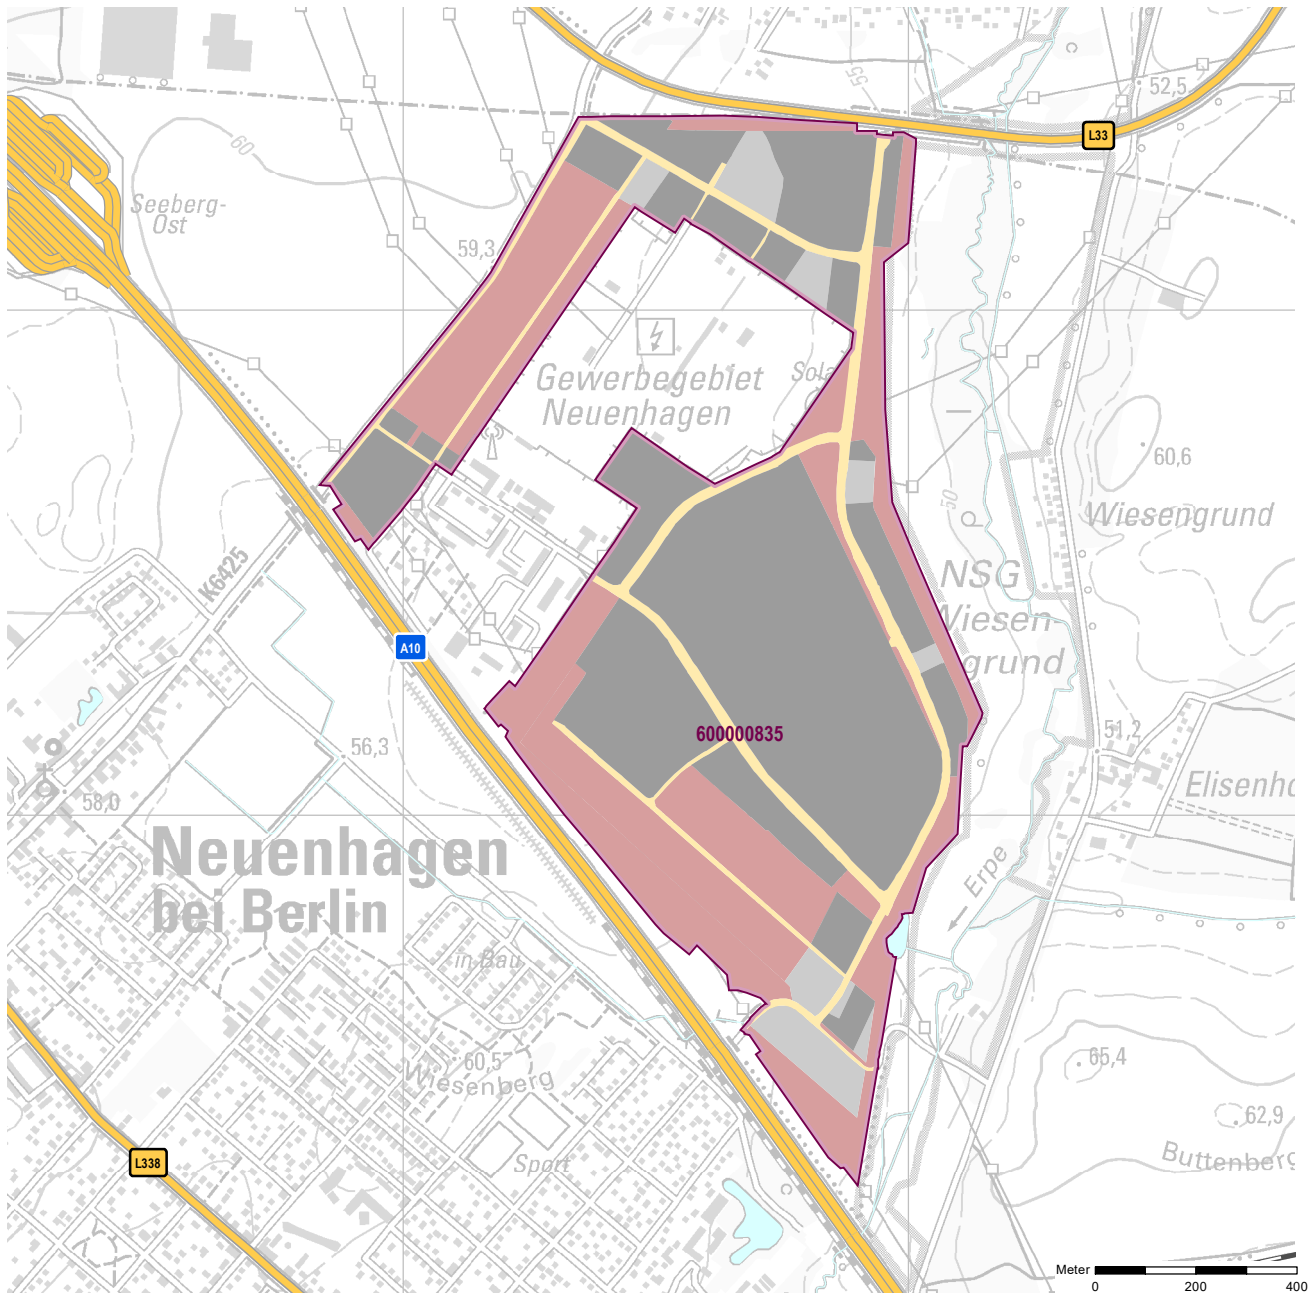 55
52,5
L33
60
Seeberg-
Ost
59,3
Gewerbegebiet
Neuenhagen
Sola
60,6
50
Wiesengrund
K6425
NSG
Wiesen-
grund
A10
600000835
56,3
51,2
58,0
Elisenho
Neuenhagen
bei Berlin
Erpe
in Bau
60,5
Wiesenberg
65,4
62,9
L338
Sport
Buttenberg
Meter
0
200
400